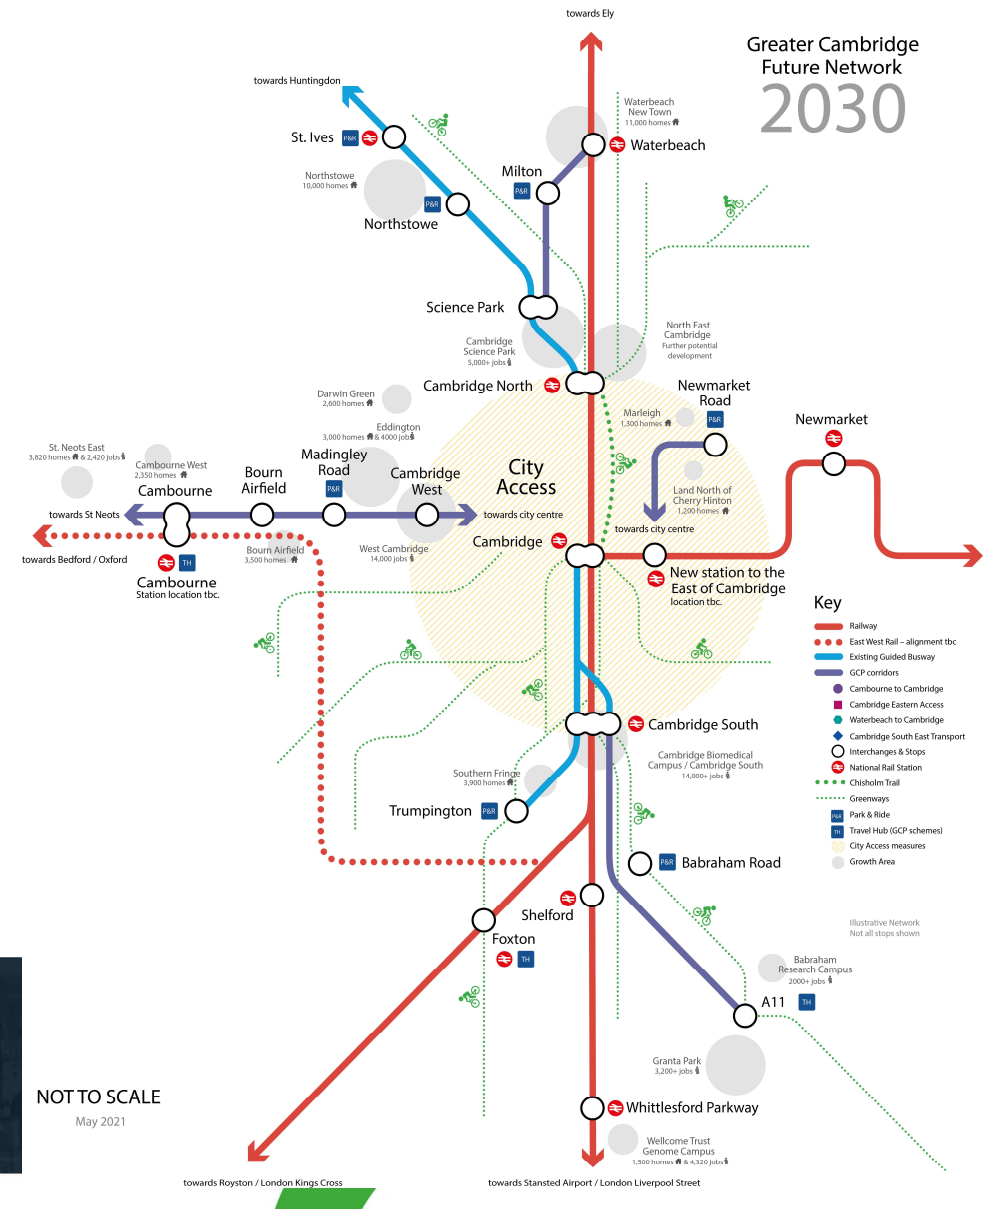 towards Ely
Greater Cambridge
Future Network
2030
towards Huntingdon
Waterbeach
New Town
11,000 homes
St. Ives
P&R
Waterbeach
Milton
P&R
Northstowe
10,000 homes
P&R
Northstowe
Science Park
Cambridge
Science Park
5,000+ jobs
North East
Cambridge
Further potential
development
Cambridge North
Newmarket
Road
P&R
Darwin Green
2,600 homes
Marleigh
1,300 homes
Newmarket
Eddington
3,000 homes & 4000 jobs
St. Neots East
3,820 homes & 2,420 jobs
Cambourne West
2,350 homes
Madingley
Road
P&R
Bourn
Airfield
Cambridge
West
City
Access
Cambourne
Land North of
Cherry Hinton
1,200 homes
towards St Neots
towards city centre
towards city centre
Cambridge
towards Bedford / Oxford
Bourn Airfield
3,500 homes
West Cambridge
14,000 jobs
TH
Cambourne
Station location tbc.
New station to the
East of Cambridge
location tbc.
Key
Railway
East West Rail – alignment tbc
Existing Guided Busway
GCP corridors
Cambourne to Cambridge
Cambridge Eastern Access
Waterbeach to Cambridge
Cambridge South East Transport
Interchanges & Stops
National Rail Station
Chisholm Trail
Greenways
P&R
Park & Ride
TH
Travel Hub (GCP schemes)
City Access measures
Growth Area
Cambridge South
Cambridge Biomedical
Campus / Cambridge South
14,000+ jobs
Southern Fringe
3,900 homes
Trumpington
P&R
P&R
Babraham Road
Shelford
Foxton
TH
Illustrative Network
Not all stops shown
Babraham
Research Campus
2000+ jobs
A11
TH
Granta Park
3,200+ jobs
NOT TO SCALE
May 2021
Whittlesford Parkway
Wellcome Trust
Genome Campus
1,500 homes & 4,320 jobs
towards Royston / London Kings Cross
towards Stansted Airport / London Liverpool Street